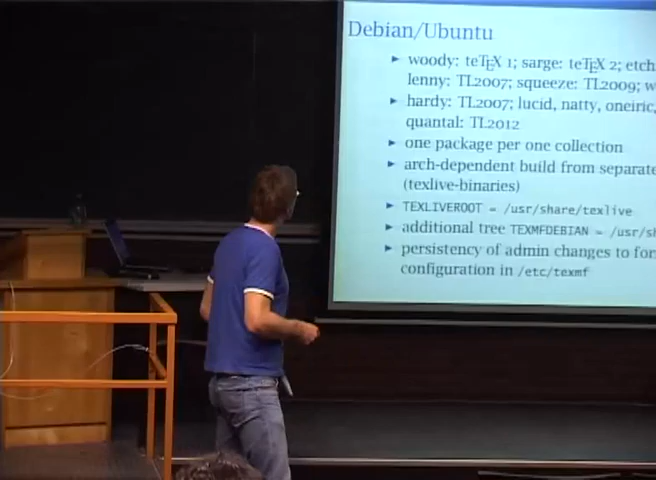 Debian/Ubuntu
woody: teTEX 1; sarge: teTEX 2; etch
lenny: TL2007; squeeze: TL2009; w
hardy: TL2007; lucid, natty, oneiric,
quantal: TL2012
one package per one collection
arch-dependent build from separate
(texlive-binaries)
TEXLIVEROOT = /usr/share/texlive
additional tree TEXMFDEBIAN = /usr/s
persistency of admin changes to
configuration in /etc/texmf